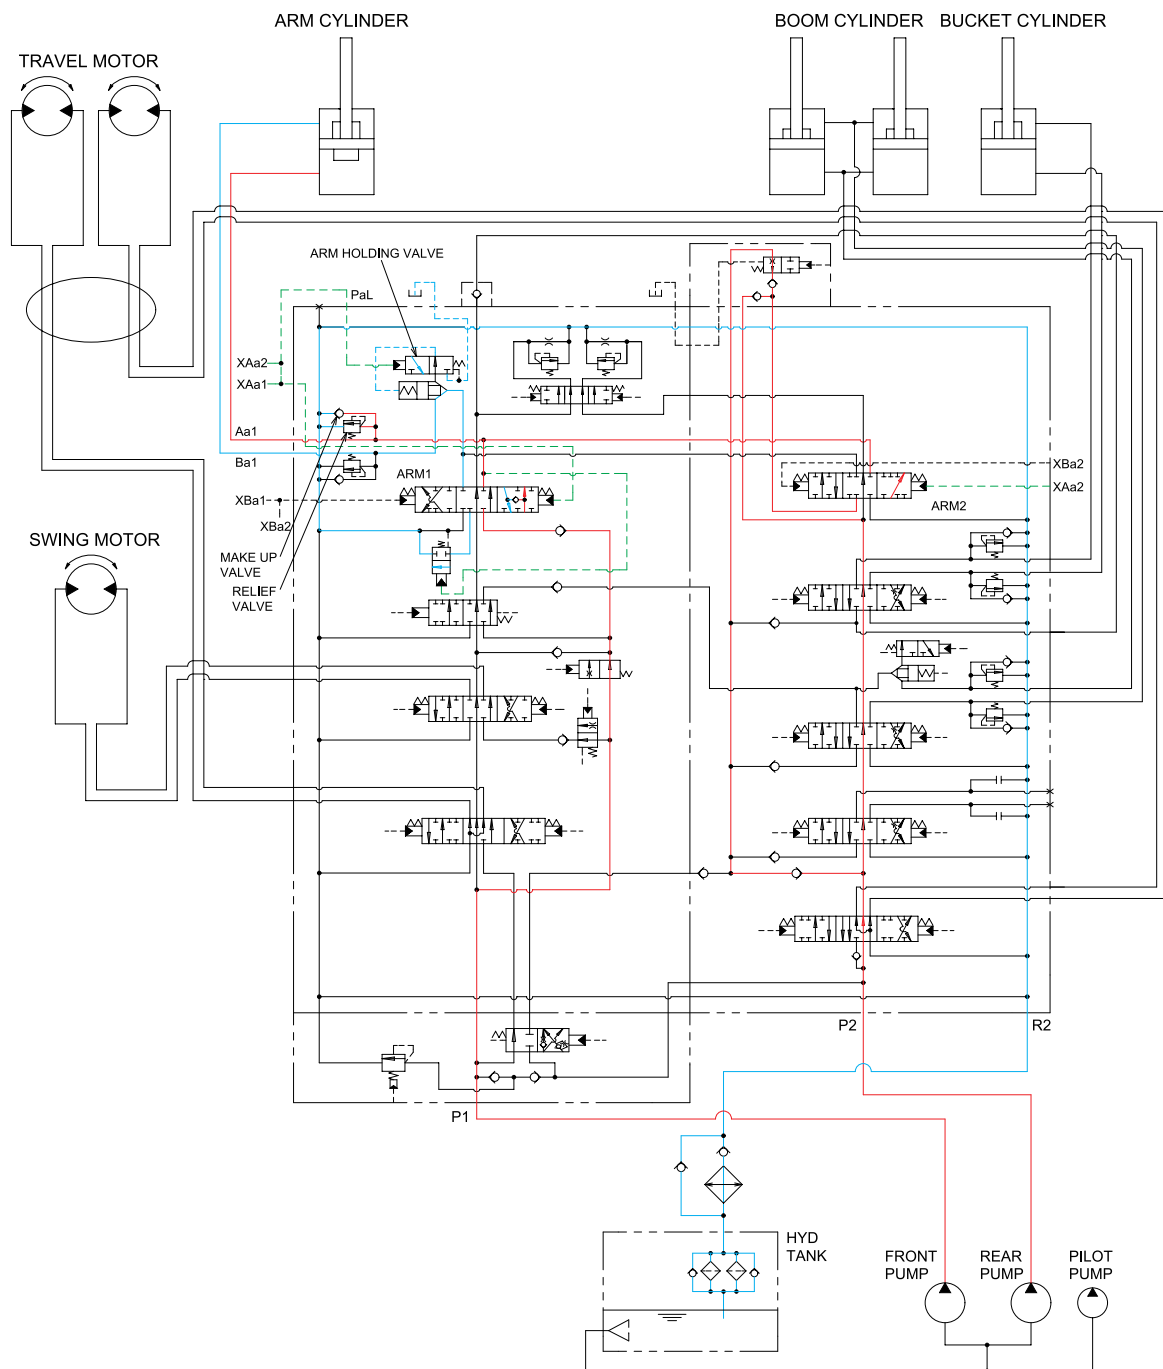 ARM CYLINDER
BOOM CYLINDER
BUCKET CYLINDER
TRAVEL MOTOR
ARM HOLDING VALVE
PaL
XAa2
XAa1
Aa1
Ba1
ARM1
XBa1
XBa2
XBa2
XAa2
ARM2
SWING MOTOR
MAKE UP
VALVE
RELIEF
VALVE
P2
R2
P1
HYD
TANK
FRONT
PUMP
REAR
PUMP
PILOT
PUMP